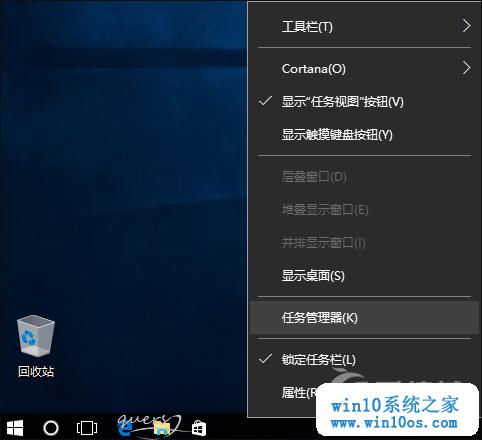 工具栏(T)
Cortana(O)
显示“任务视图”按钮(V)
显示触摸键盘按钮(Y)
层叠窗口(D)
堆叠显示窗口(E)
并排显示窗口(I)
显示桌面(S)
任务管理器(K)
锁定任务栏(L)
属性(R
回收站
win10系统之家
www.win10os.com